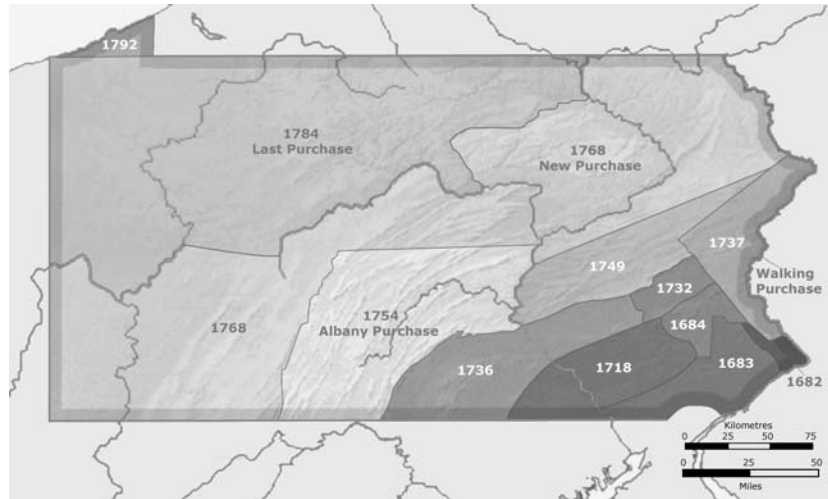 1792
1784
Last Purchase
1768
New Purchase
1737
Walking
Purchase
1749
1732
1768
1754
Albany Purchase
1684
1736
1718
1683
1682
Kilometres
0 25 50 75
0 25 50
Miles